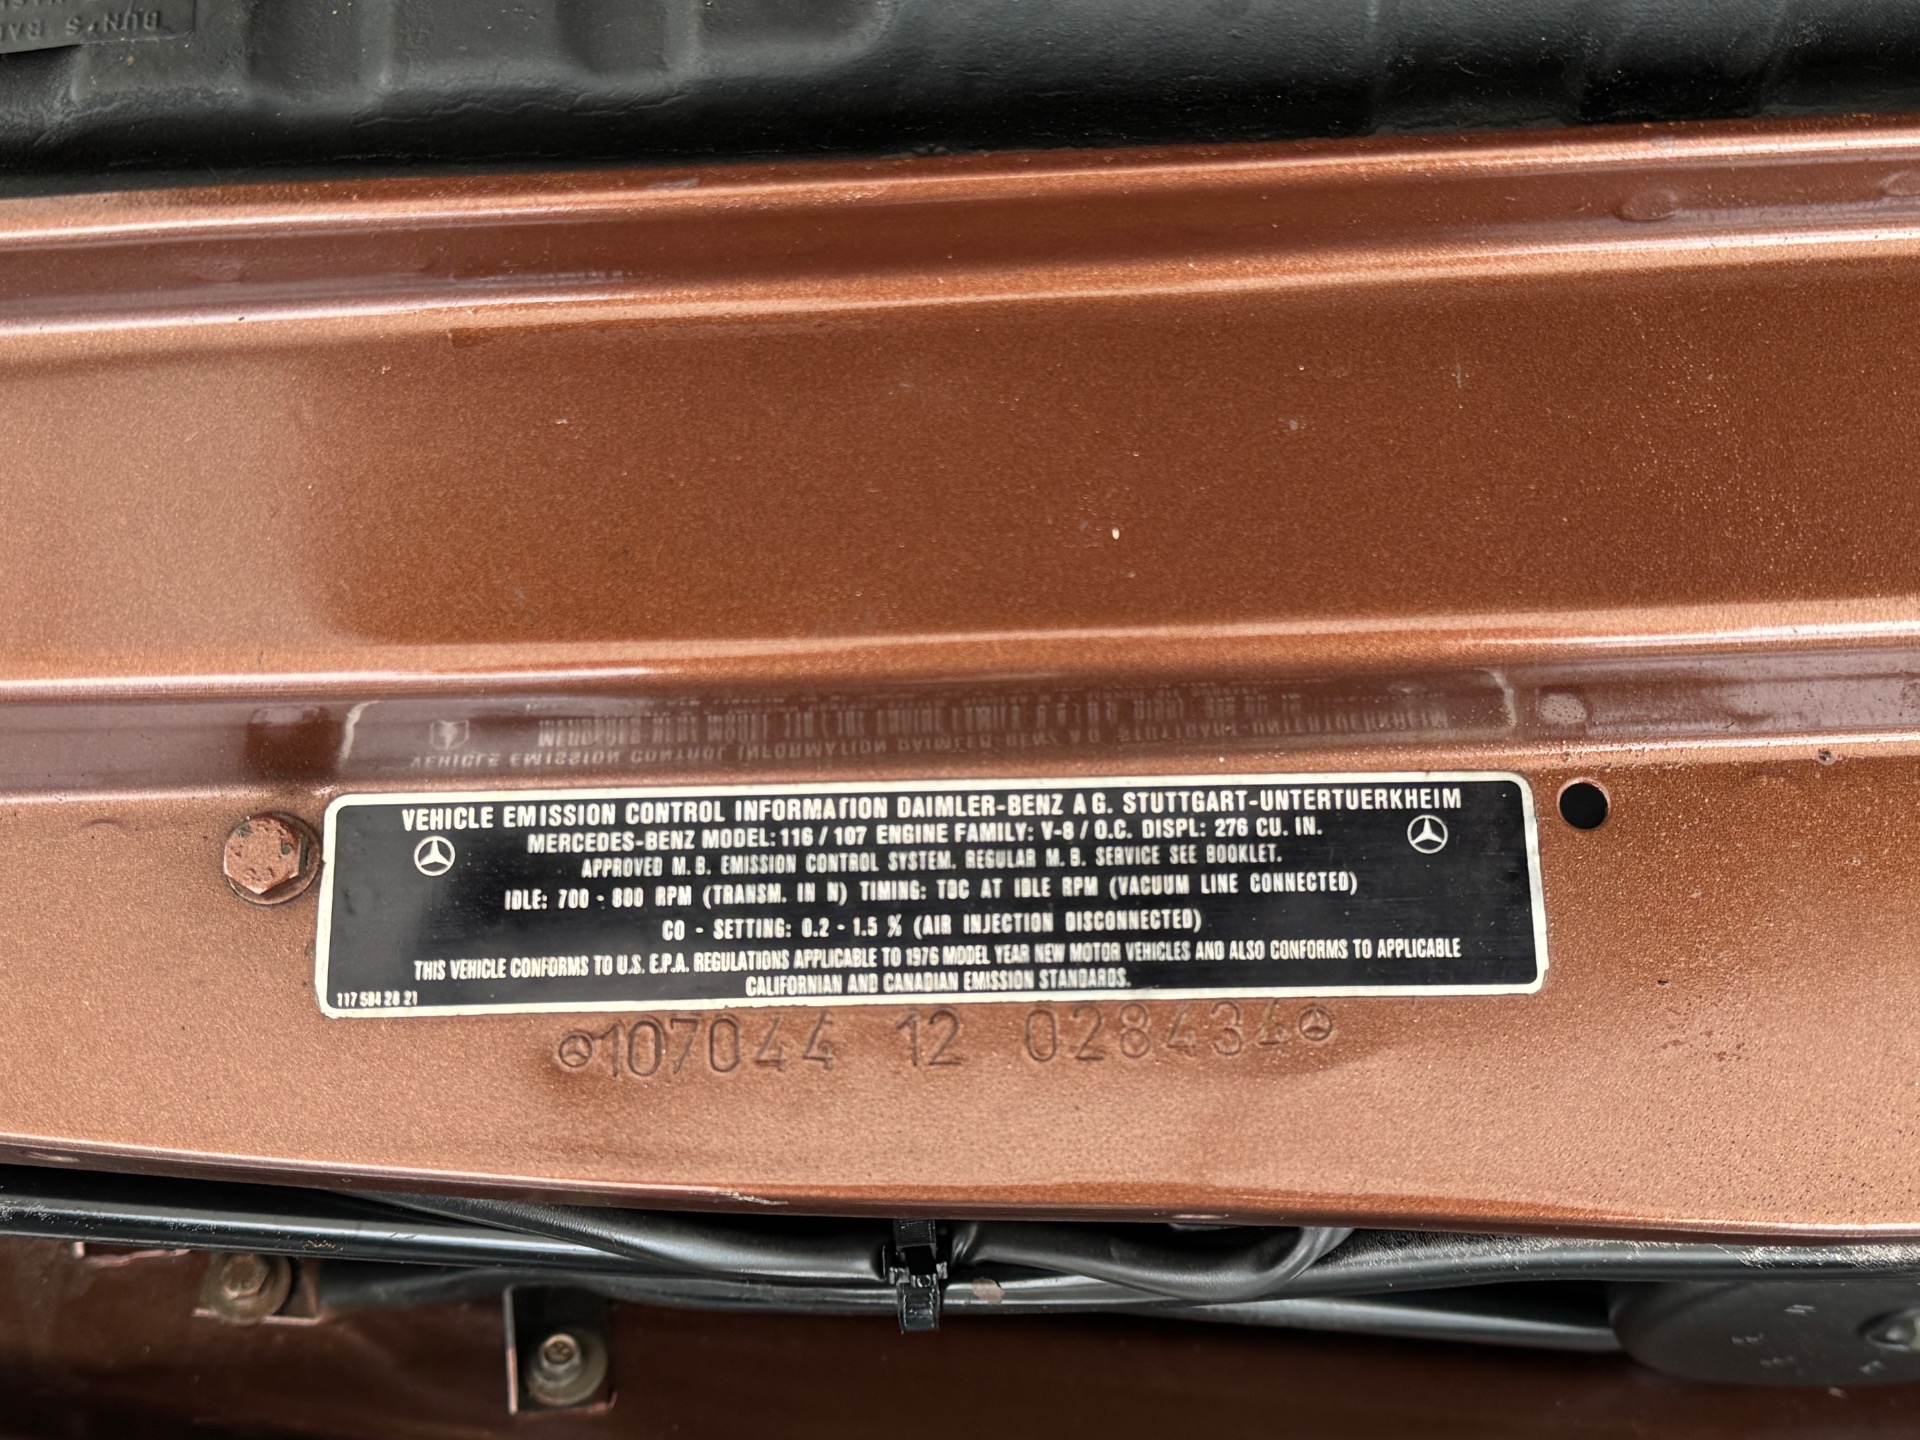 VEHICLE EMISSION CONTROL INFORMATION DAIMLER-BENZ A G. STUTTGART-UNTERTUERKHEIM
MERCEDES-BENZ MODEL: 116 / 107 ENGINE FAMILY: V-8 / O.C. DISPL: 276 CU. IN.
APPROVED M. B. EMISSION CONTROL SYSTEM. REGULAR M. B. SERVICE SEE BOOKLET.
IDLE: 700 - 800 RPM (TRANSM. IN N) TIMING: TDC AT IDLE RPM (VACUUM LINE CONNECTED)
CO - SETTING: 0.2 - 1.5 % (AIR INJECTION DISCONNECTED)
THIS VEHICLE CONFORMS TO U.S. E.P.A. REGULATIONS APPLICABLE TO 1976 MODEL YEAR NEW MOTOR VEHICLES AND ALSO CONFORMS TO APPLICABLE
CALIFORNIAN AND CANADIAN EMISSION STANDARDS.
117 584 28 21
107044 12 028434